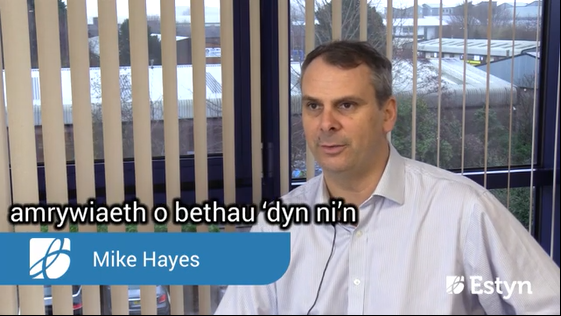 amrywiaeth o bethau ‘dyn ni’n
Mike Hayes
Estyn